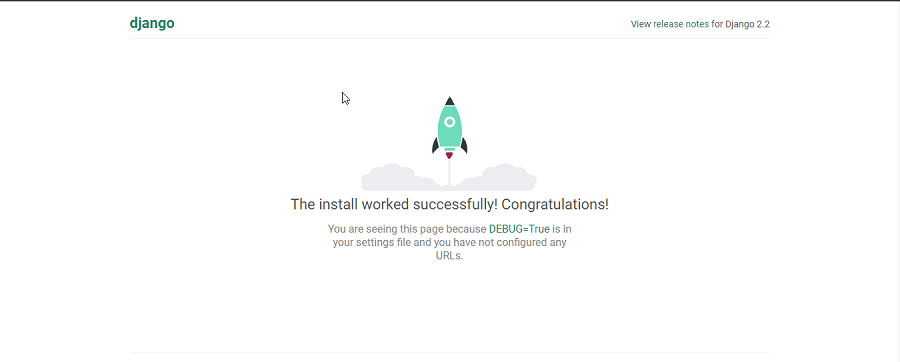 django
View release notes for Django 2.2
The install worked successfully! Congratulations!
You are seeing this page because DEBUG=True is in
your settings file and you have not configured any
URLs.